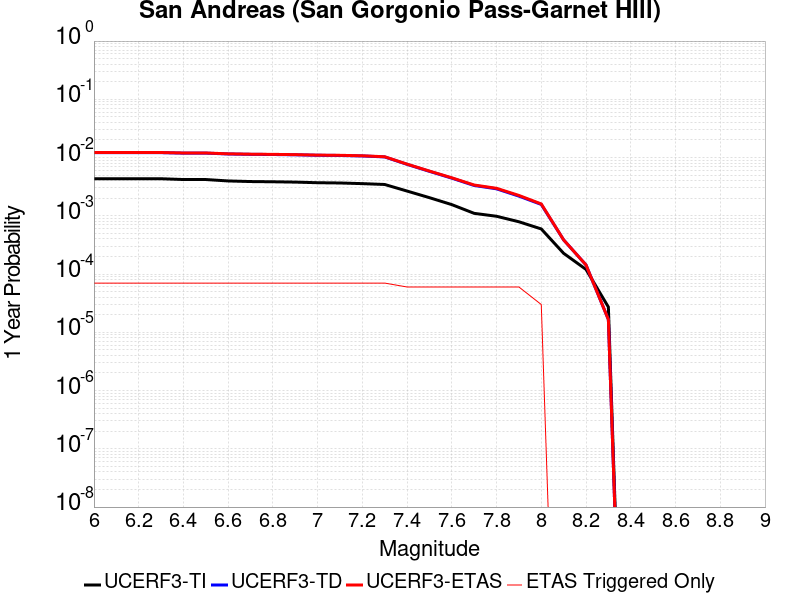 San Andreas (San Gorgonio Pass-Garnet HIll)
1 Year Probability
10^0
10^-1
10^-2
10^-3
10^-4
10^-5
10^-6
10^-7
10^-8
6 6.2 6.4 6.6 6.8 7 7.2 7.4 7.6 7.8 8 8.2 8.4 8.6 8.8 9
Magnitude
UCERF3-TI UCERF3-TD UCERF3-ETAS ETAS Triggered Only